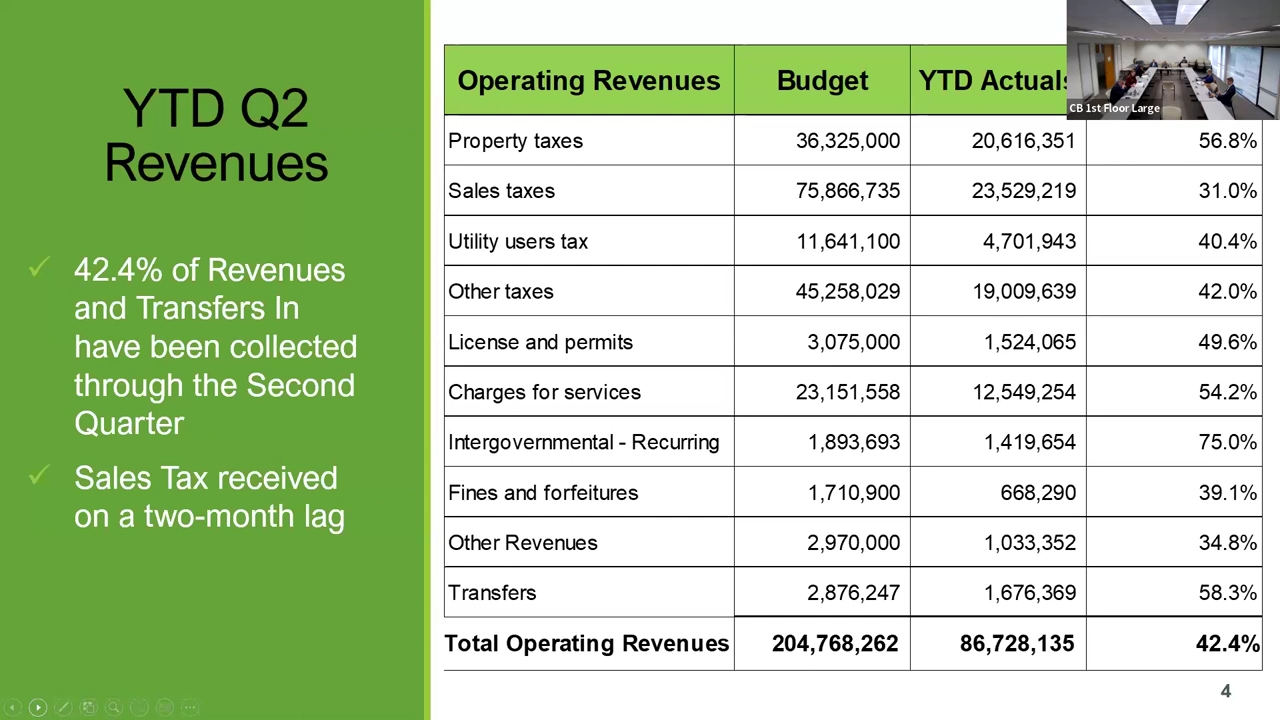 YTD Q2
Revenues
42.4% of Revenues
and Transfers In
have been collected
through the Second
Quarter
Sales Tax received
on a two-month lag
Operating Revenues Budget YTD Actuals
CB 1st Floor Large
Property taxes 36,325,000 20,616,351 56.8%
Sales taxes 75,866,735 23,529,219 31.0%
Utility users tax 11,641,100 4,701,943 40.4%
Other taxes 45,258,029 19,009,639 42.0%
License and permits 3,075,000 1,524,065 49.6%
Charges for services 23,151,558 12,549,254 54.2%
Intergovernmental - Recurring 1,893,693 1,419,654 75.0%
Fines and forfeitures 1,710,900 668,290 39.1%
Other Revenues 2,970,000 1,033,352 34.8%
Transfers 2,876,247 1,676,369 58.3%
Total Operating Revenues 204,768,262 86,728,135 42.4%
4